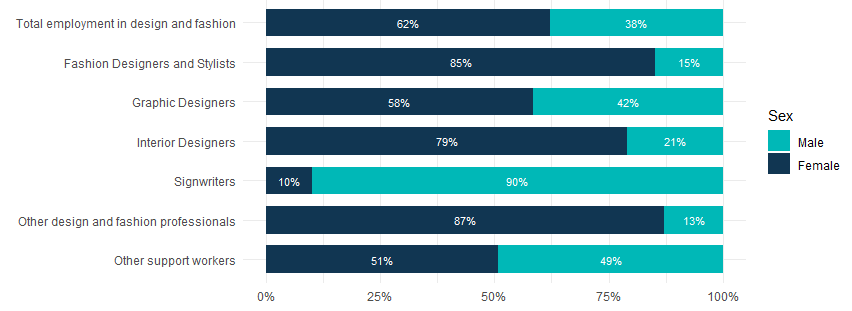 Total employment in design and fashion 62% 38%
Fashion Designers and Stylists 85% 15%
Graphic Designers 58% 42%
Interior Designers 79% 21%
Signwriters 10% 90%
Other design and fashion professionals 87% 13%
Other support workers 51% 49%
0% 25% 50% 75% 100%
Sex
Male
Female